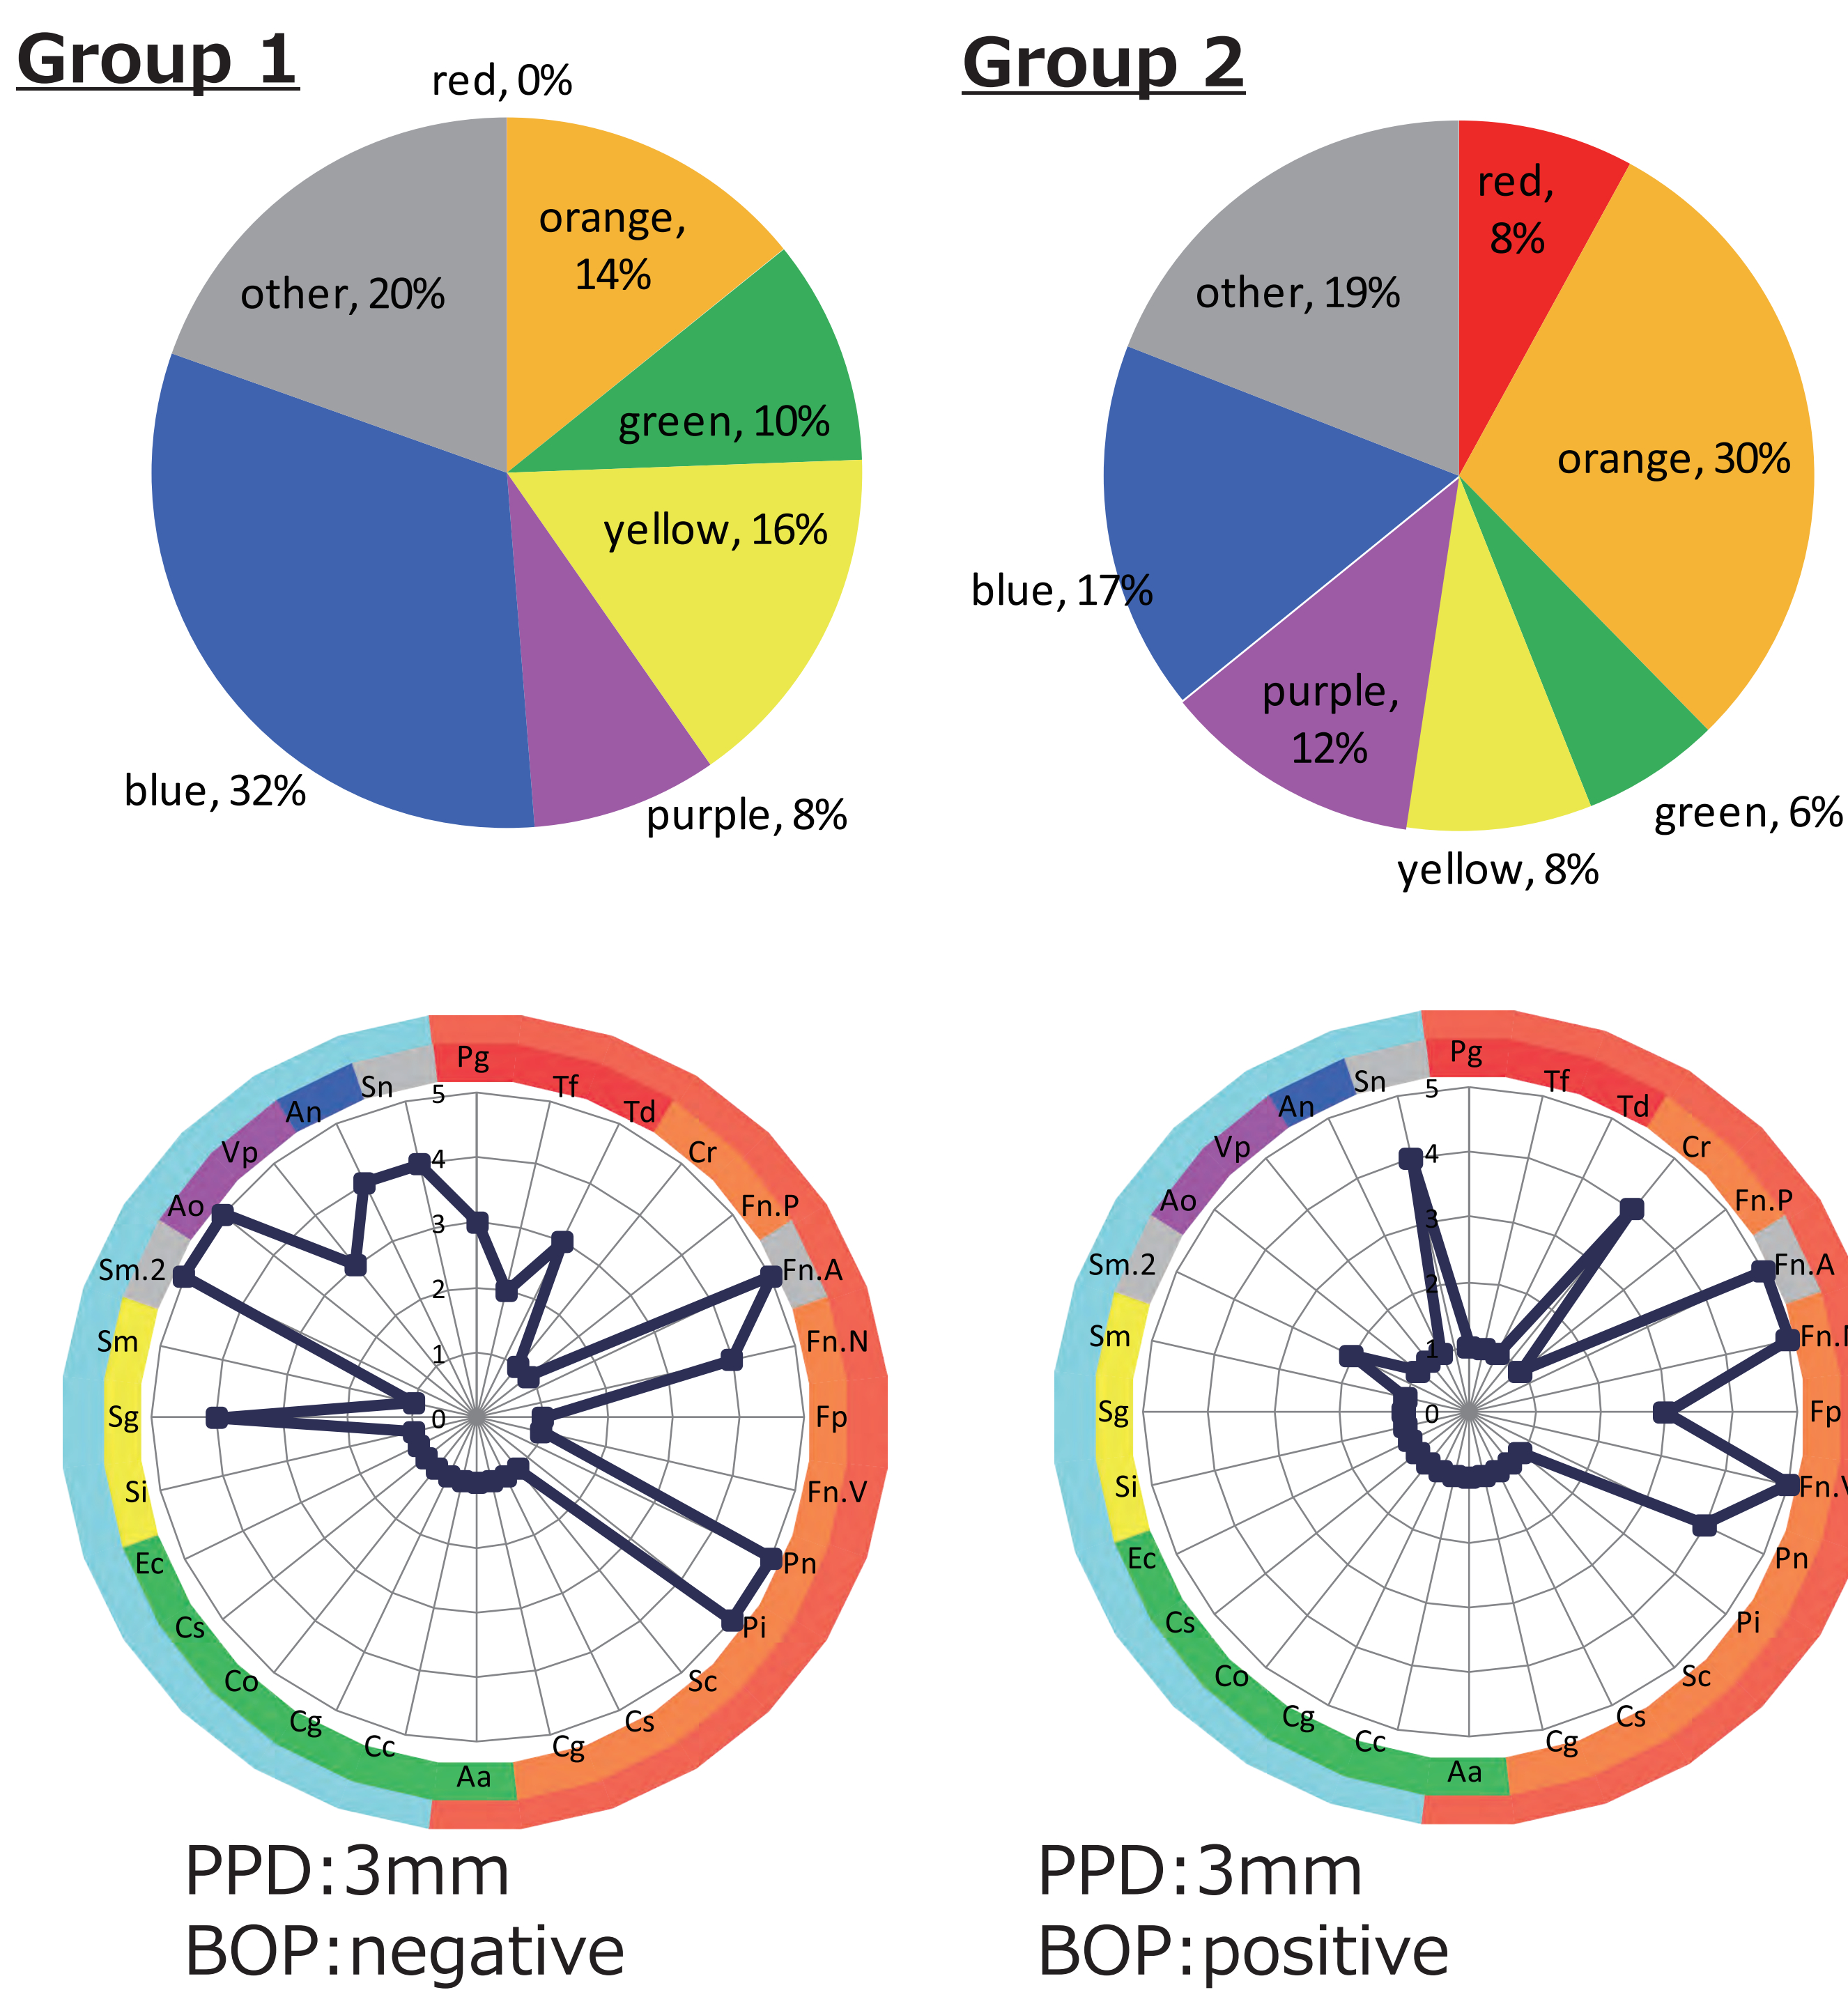 Group 1
red, 0%
orange,
14%
green, 10%
yellow, 16%
purple, 8%
blue, 32%
other, 20%
Group 2
red,
8%
orange, 30%
green, 6%
yellow, 8%
purple,
12%
blue, 17%
other, 19%
Pg
Tf
Td
Cr
Fn.P
Fn.A
Fn.N
Fp
Fn.V
Pn
Pi
Sc
Cs
Cg
Aa
Cc
Cg
Co
Cs
Ec
Si
Sg
Sm
Sm.2
Ao
Vp
An
Sn
5
4
3
2
1
0
PPD:3mm
BOP:negative
Pg
Tf
Td
Cr
Fn.P
Fn.A
Fp
Pn
Pi
Sc
Cs
Cg
Aa
Cc
Cg
Co
Cs
Ec
Si
Sg
Sm
Sm.2
Ao
Vp
An
Sn
5
4
3
2
1
0
PPD:3mm
BOP:positive